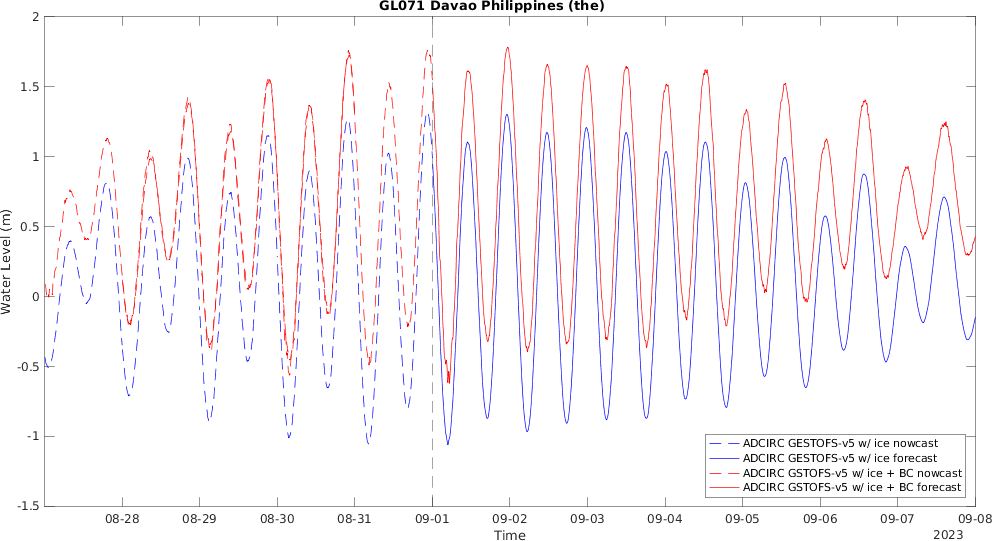 GL071 Davao Philippines (the)
2
1.5
1
0.5
0
-0.5
-1
-1.5
Water Level (m)
08-28 08-29 08-30 08-31 09-01 09-02 09-03 09-04 09-05 09-06 09-07 09-08
Time
2023
ADCIRC GESTOFS-v5 w/ ice nowcast
ADCIRC GESTOFS-v5 w/ ice forecast
ADCIRC GSTOFS-v5 w/ ice + BC nowcast
ADCIRC GSTOFS-v5 w/ ice + BC forecast